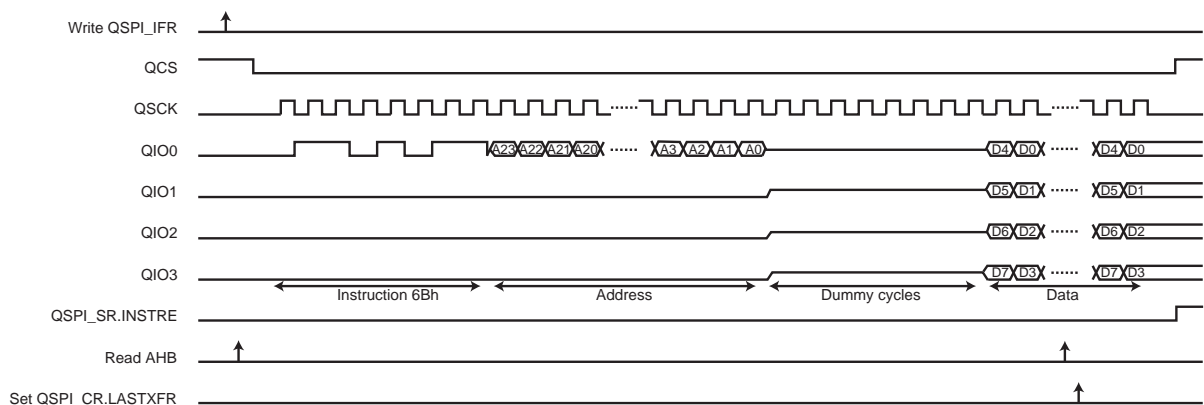 Write QSPI_IFR
QCS
QSCK
QIO0 A23 A22 A21 A20 A3 A2 A1 A0 D4 D0 D4 D0
QIO1 D5 D1 D5 D1
QIO2 D6 D2 D6 D2
QIO3 D7 D3 D7 D3
Instruction 6Bh Address Dummy cycles Data
QSPI_SR.INSTRE
Read AHB
Set QSPI_CR.LASTXFR